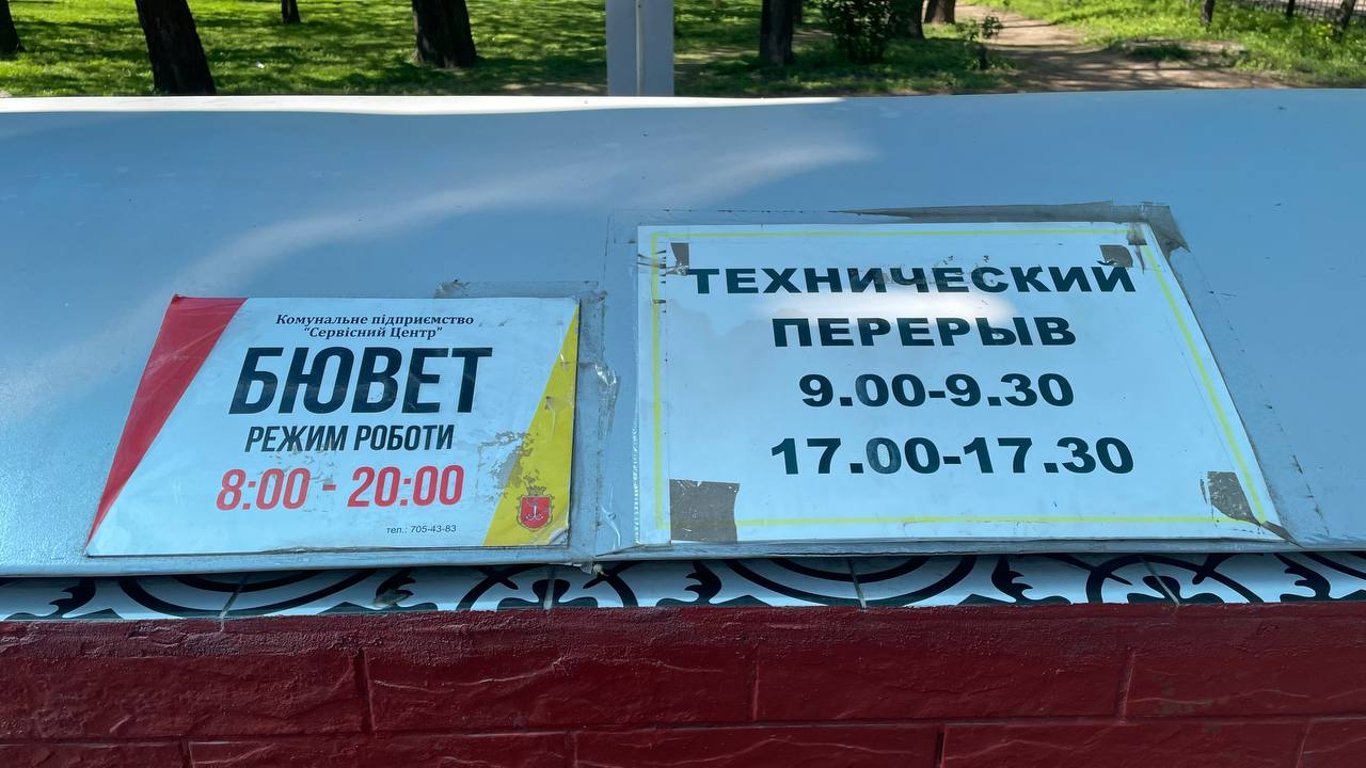 Комунальне підприємство
"Сервісний Центр"
БЮВЕТ
РЕЖИМ РОБОТИ
8:00 - 20:00
тел.: 705-43-83
ТЕХНИЧЕСКИЙ
ПЕРЕРЫВ
9.00-9.30
17.00-17.30